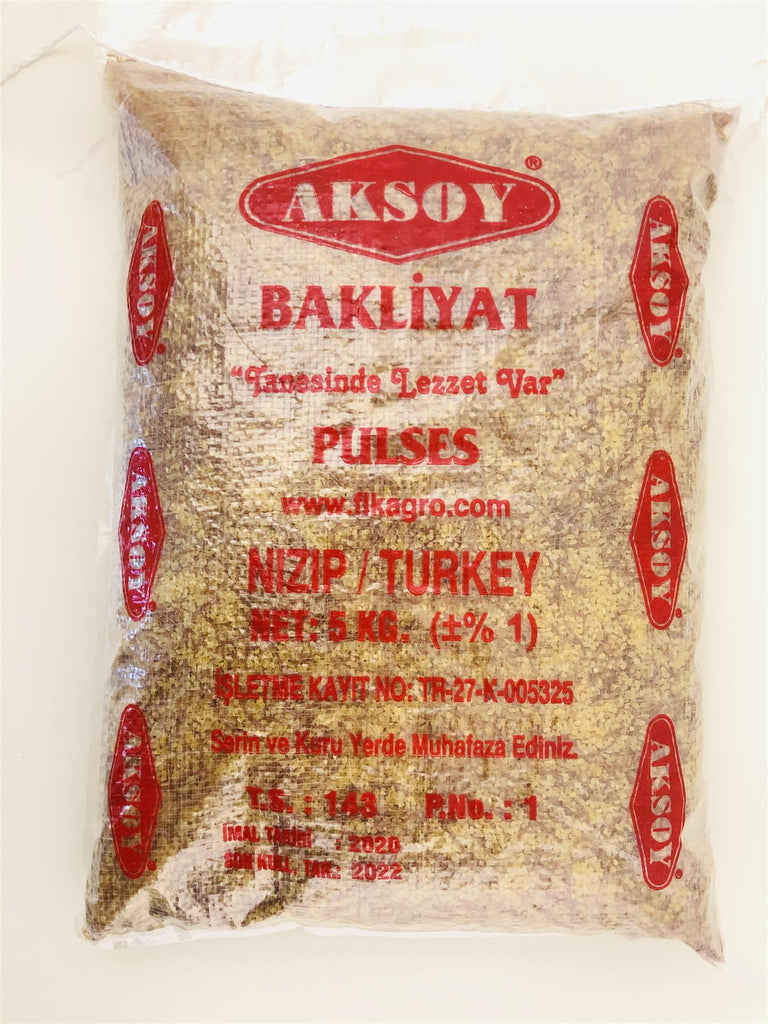 AKSOY ®
BAKLİYAT
"Tanesinde Lezzet Var"
PULSES
www.flkagro.com
NIZIP / TURKEY
NET: 5 KG. (±% 1)
İŞLETME KAYIT NO: TR-27-K-005325
Serin ve Kuru Yerde Muhafaza Ediniz.
T.S. : 143 P.No. : 1
İMAL TARİHİ : 2020
SON KULL. TAR.: 2022
AKSOY ®
AKSOY ®
AKSOY ®
AKSOY ®
AKSOY ®
AKSOY ®